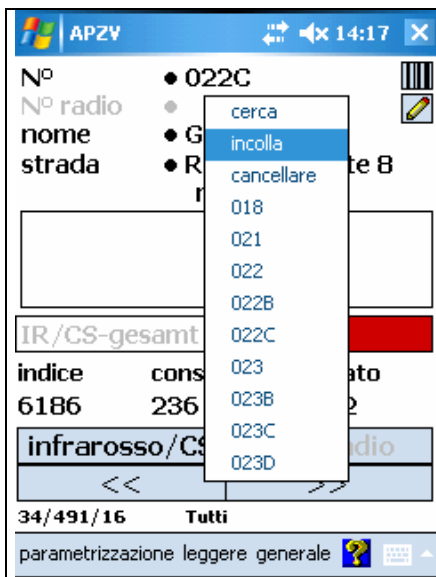 APZV 14:17
Nº 022C
Nº radio
nome G
strada R te 8
cerca
incolla
cancellare
018
021
022
022B
022C
023
023B
023C
023D
IR/CS-gesamt
indice cons ato
6186 236 2
infrarosso/CS dio
<< >>
34/491/16 Tutti
parametrizzazione leggere generale